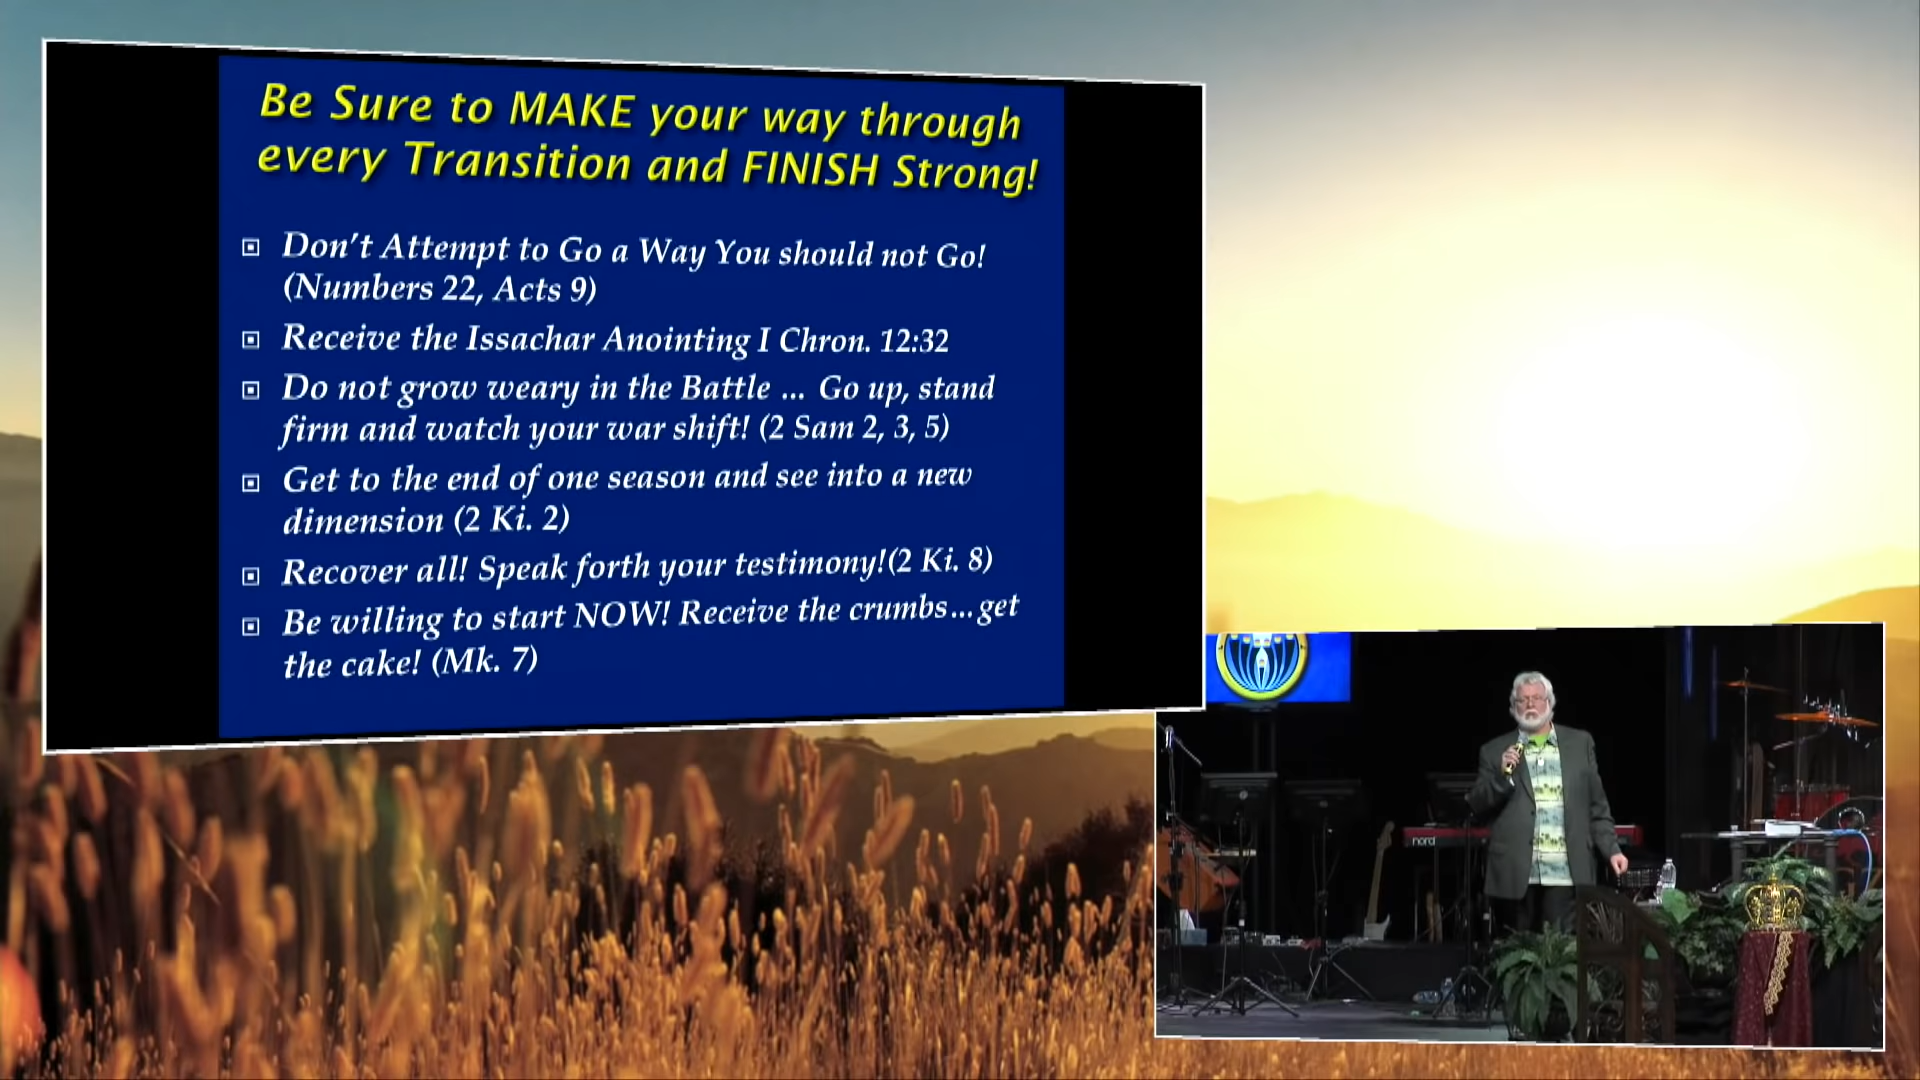 Be Sure to MAKE your way through
every Transition and FINISH Strong!
Don't Attempt to Go a Way You should not Go!
(Numbers 22, Acts 9)
Receive the Issachar Anointing I Chron. 12:32
Do not grow weary in the Battle ... Go up, stand
firm and watch your war shift! (2 Sam 2, 3, 5)
Get to the end of one season and see into a new
dimension (2 Ki. 2)
Recover all! Speak forth your testimony!(2 Ki. 8)
Be willing to start NOW! Receive the crumbs...get
the cake! (Mk. 7)
nord